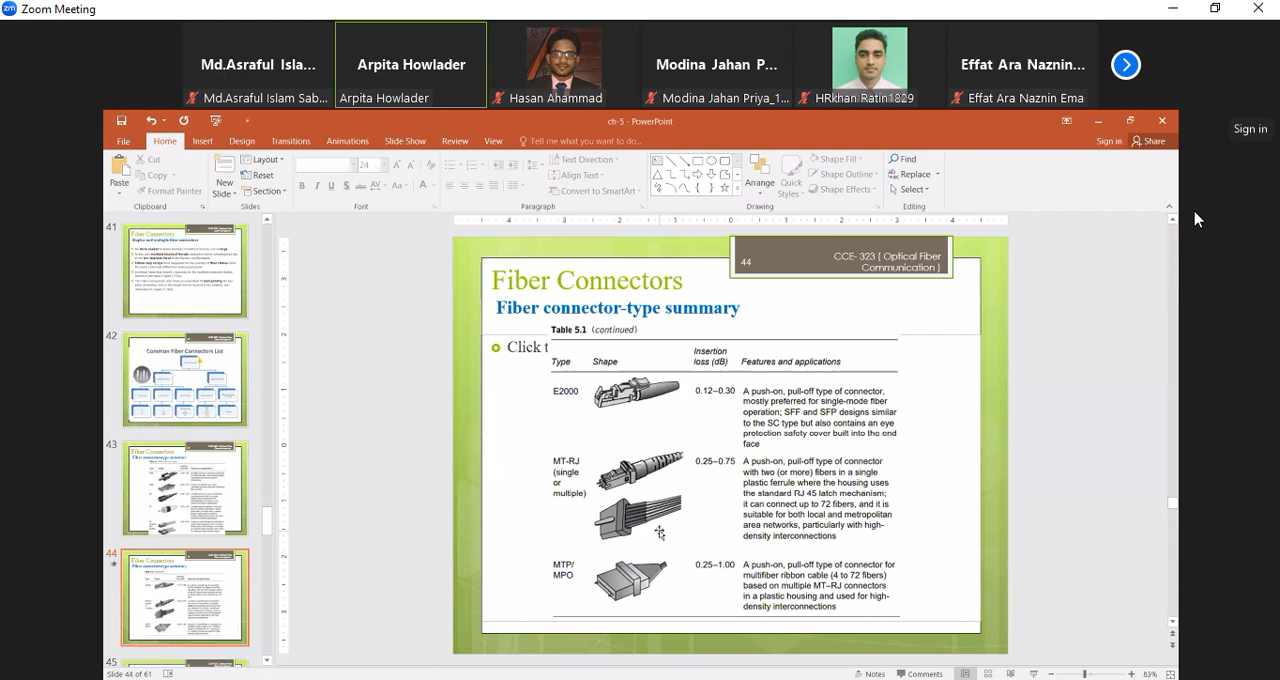 Zoom Meeting
Md.Asraful Isla...
Arpita Howlader
Modina Jahan P...
Effat Ara Naznin...
Md.Asraful Islam Sab...
Arpita Howlader
Hasan Ahammad
Modina Jahan Priya_1...
HRkhan Ratin1829
Effat Ara Naznin Ema
Sign in
ch-5 - PowerPoint
File Home Insert Design Transitions Animations Slide Show Review View Tell me what you want to do...
Sign in Share
Cut
Copy
Format Painter
Paste
Clipboard
New
Slide
Layout
Reset
Section
Slides
24
Font
Text Direction
Align Text
Convert to SmartArt
Paragraph
Arrange
Quick
Styles
Shape Fill
Shape Outline
Shape Effects
Drawing
Find
Replace
Select
Editing
41
42
Common Fiber Connectors List
43
44
45
44
CCE- 323 ( Optical Fiber
Communication )
Fiber Connectors
Fiber connector-type summary
Click t
Table 5.1 (continued)
Type Shape Insertion
loss (dB) Features and applications
E2000 0.12–0.30 A push-on, pull-off type of connector,
mostly preferred for single-mode fiber
operation; SFF and SFP designs similar
to the SC type but also contains an eye
protection safety cover built into the end
face
MT-RJ
(single
or
multiple)
0.25–0.75 A push-on, pull-off type of connector
with two (or more) fibers in a single
plastic ferrule where the housing uses
the standard RJ 45 latch mechanism;
it can connect up to 72 fibers, and it is
suitable for both local and metropolitan
area networks, particularly with high-
density interconnections
MTP/
MPO
0.25–1.00 A push-on, pull-off type of connector for
multifiber ribbon cable (4 to 72 fibers)
based on multiple MT–RJ connectors
in a plastic housing and used for high-
density interconnections
Slide 44 of 61
Notes
Comments
83%